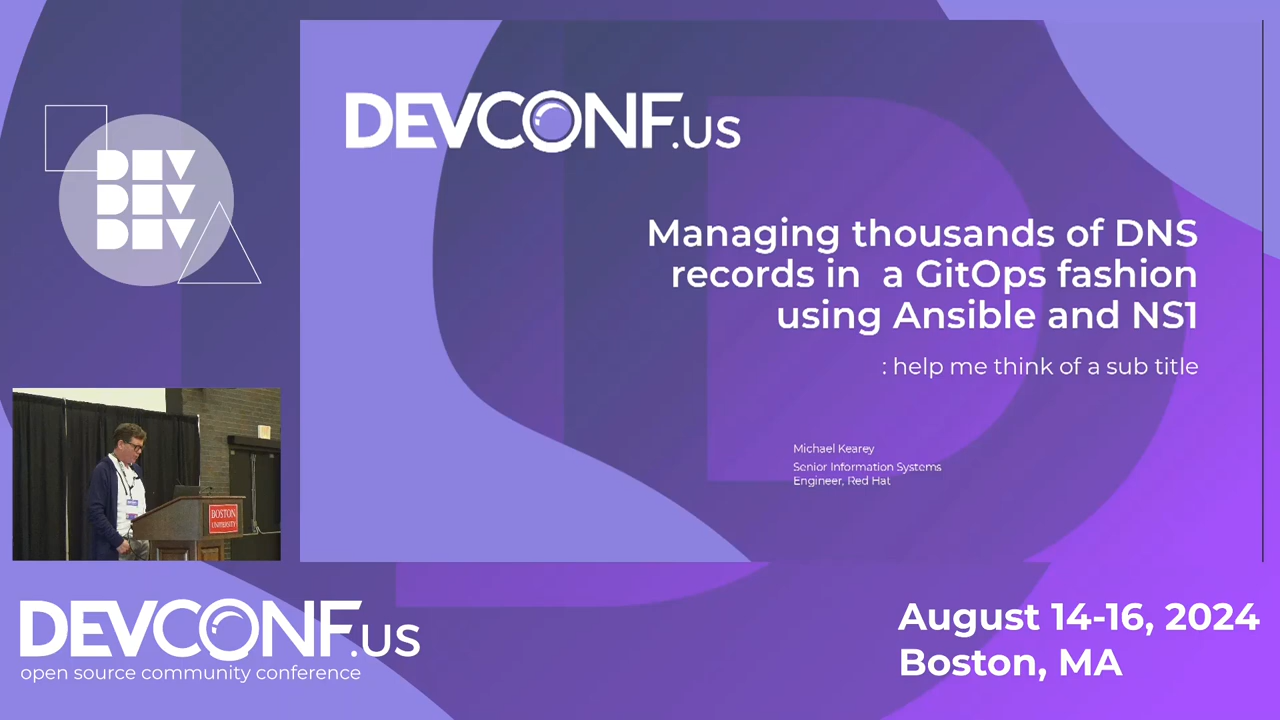 DEV
DEV
DEV
DEVCONF.us
Managing thousands of DNS
records in  a GitOps fashion
using Ansible and NS1
: help me think of a sub title
Michael Kearey
Senior Information Systems
Engineer, Red Hat
BOSTON
UNIVERSITY
DEVCONF.us
open source community conference
August 14-16, 2024
Boston, MA